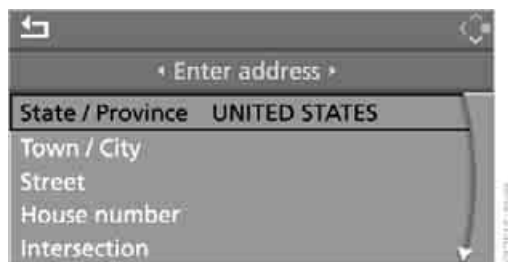 Enter address
State / Province UNITED STATES
Town / City
Street
House number
Intersection